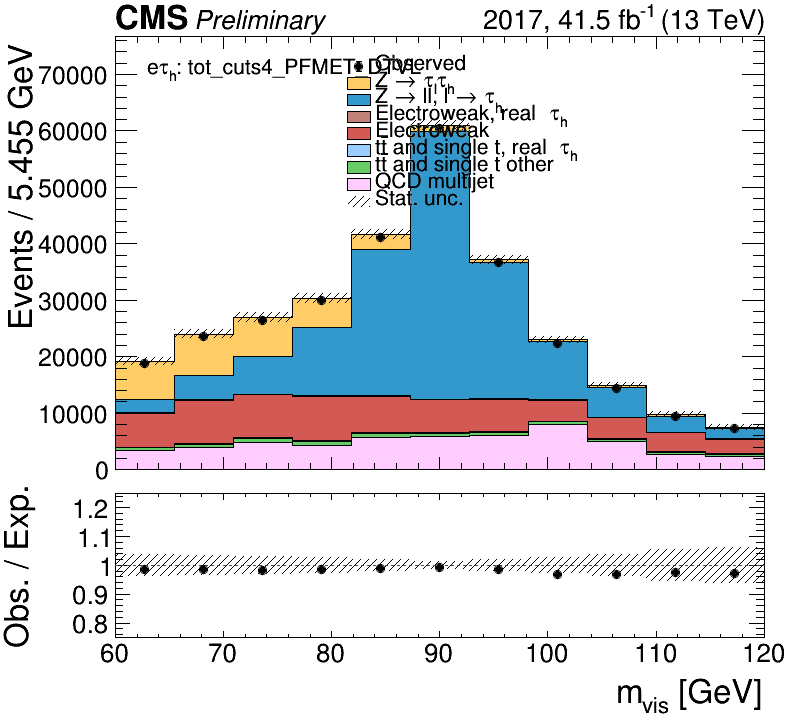 CMS Preliminary 2017, 41.5 fb⁻¹ (13 TeV)
eτh: tot_cuts4_PFMET_DTVL
Observed
Z → τ τh
Z → ll, l → τh
Electroweak, real τh
Electroweak
tt and single t, real τh
tt and single t other
QCD multijet
Stat. unc.
Events / 5.455 GeV
70000
60000
50000
40000
30000
20000
10000
0
Obs. / Exp.
1.2
1.1
1
0.9
0.8
60 70 80 90 100 110 120
mvis [GeV]